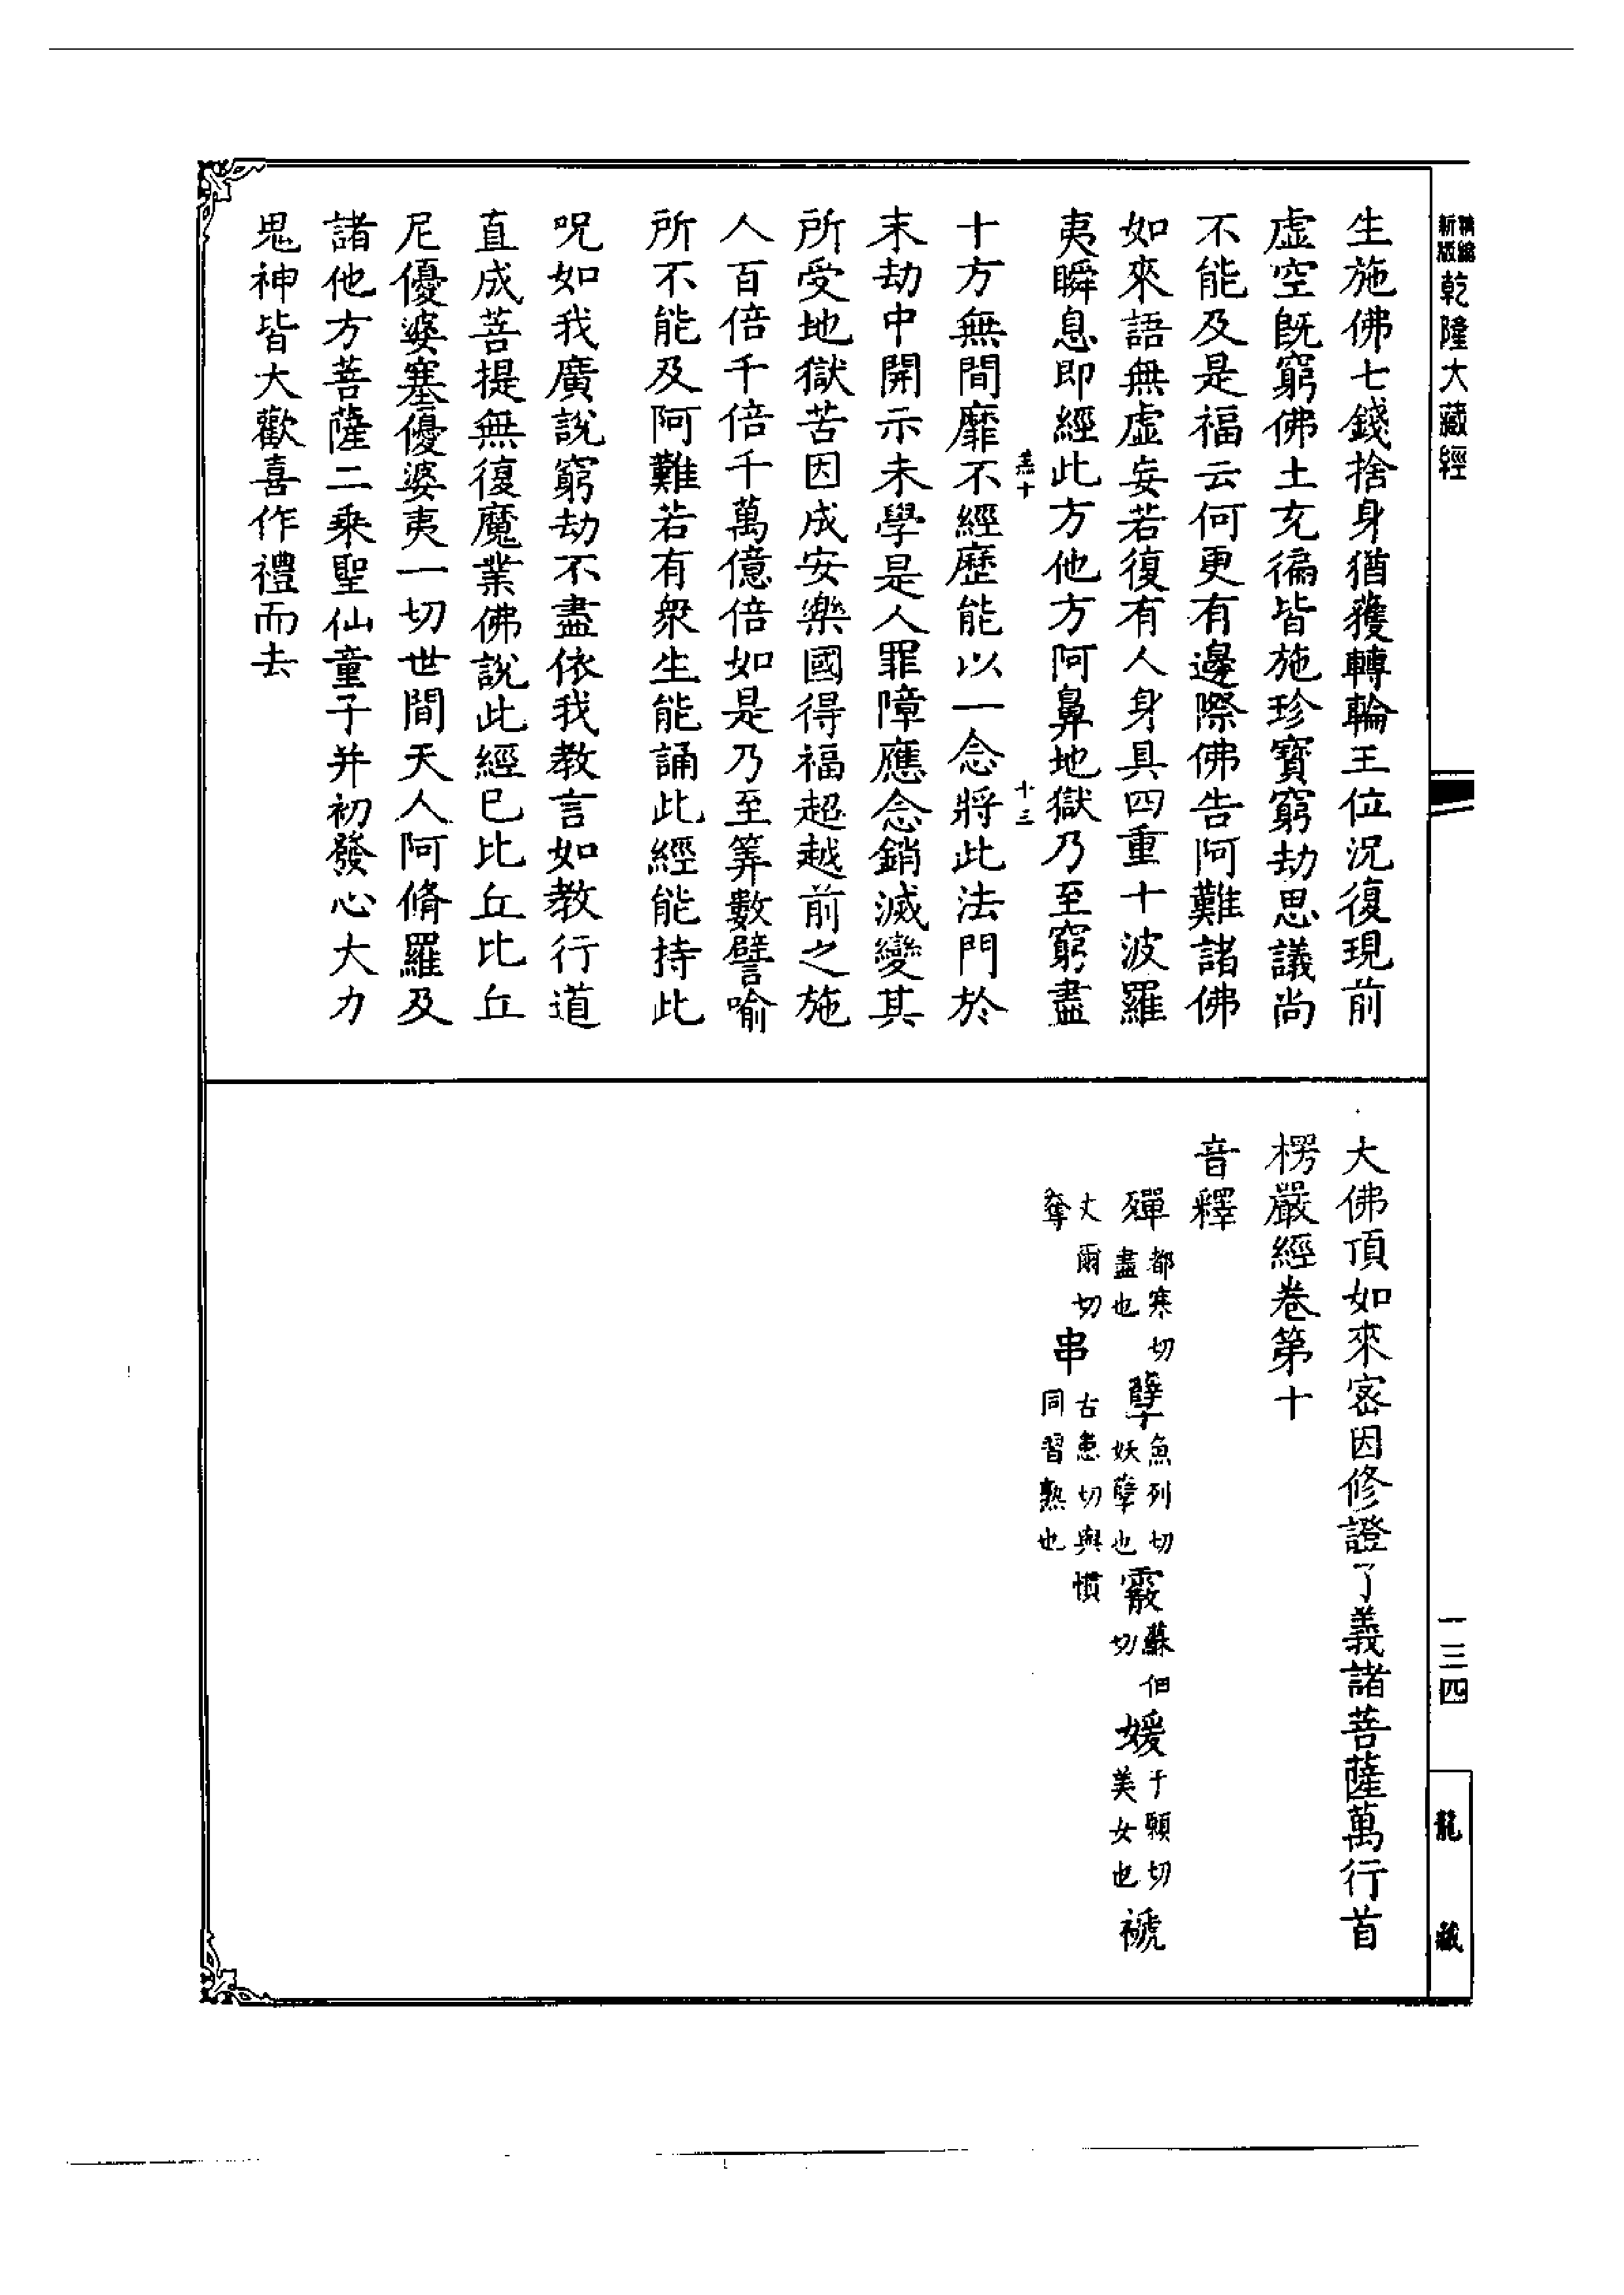 新版
精編
乾隆大藏經
一三四
龍藏
生施佛七錢捨身猶獲轉輪王位況復現前
虛空旣窮佛土充徧皆施珍寶窮劫思議尚
不能及是福云何更有邊際佛告阿難諸佛
如來語無虛妄若復有人身具四重十波羅
夷瞬息即經此方他方阿鼻地獄乃至窮盡
十三
十方無間靡不經歷能以一念將此法門於
末劫中開示未學是人罪障應念銷滅變其
所受地獄苦因成安樂國得福超越前之施
人百倍千倍千萬億倍如是乃至筭數譬喻
所不能及阿難若有眾生能誦此經能持此
呪如我廣說窮劫不盡依我教言如教行道
直成菩提無復魔業佛說此經已比丘比丘
尼優婆塞優婆夷一切世間天人阿脩羅及
諸他方菩薩二乘聖仙童子并初發心大力
鬼神皆大歡喜作禮而去
大佛頂如來密因修證了義諸菩薩萬行首
楞嚴經卷第十
音釋
殫都寒切盡也孽魚列切妖孽也霰蘇佃切媛于願切美女也褫
丈爾切奪串古患切與慣同習熟也